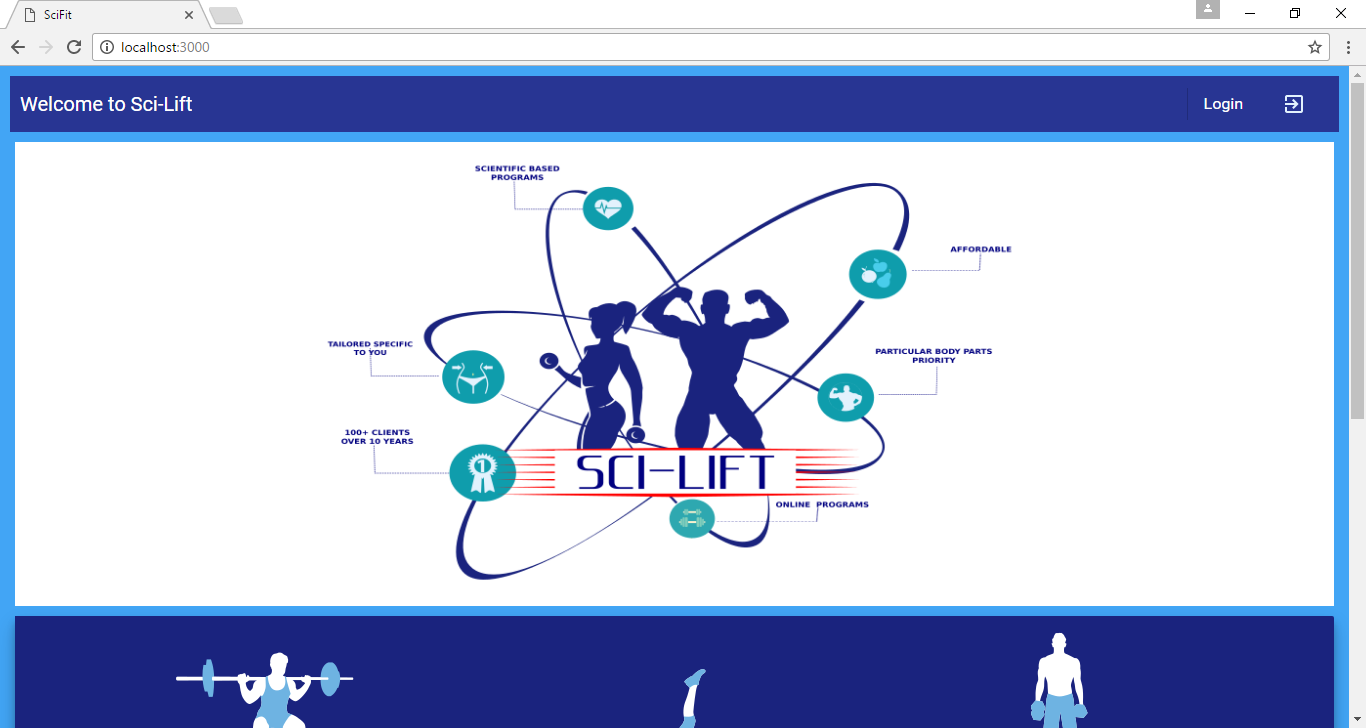 SciFit
localhost:3000
Welcome to Sci-Lift
Login
SCIENTIFIC BASED
PROGRAMS
AFFORDABLE
TAILORED SPECIFIC
TO YOU
PARTICULAR BODY PARTS
PRIORITY
100+ CLIENTS
OVER 10 YEARS
1
SCI-LIFT
ONLINE PROGRAMS